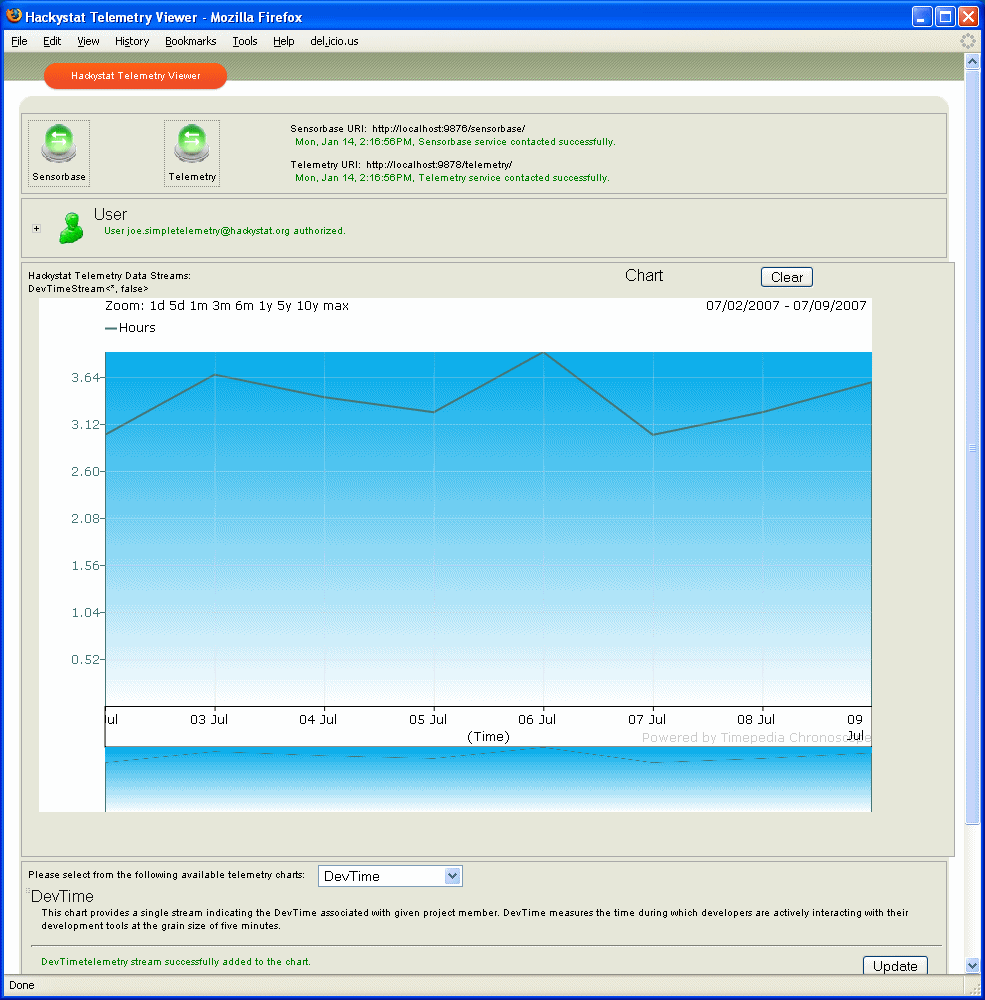 Hackystat Telemetry Viewer - Mozilla Firefox
File Edit View History Bookmarks Tools Help del.icio.us
Hackystat Telemetry Viewer
Sensorbase URI: http://localhost:9876/sensorbase/
Mon, Jan 14, 2:16:56PM, Sensorbase service contacted successfully.
Telemetry URI: http://localhost:9878/telemetry/
Mon, Jan 14, 2:16:56PM, Telemetry service contacted successfully.
Sensorbase Telemetry
User
User joe.simpletelemetry@hackystat.org authorized.
Hackystat Telemetry Data Streams: Chart Clear
DevTimeStream<*, false>
Zoom: 1d 5d 1m 3m 6m 1y 5y 10y max 07/02/2007 - 07/09/2007
Hours
3.64
3.12
2.60
2.08
1.56
1.04
0.52
Jul 03 Jul 04 Jul 05 Jul 06 Jul 07 Jul 08 Jul 09 Jul
(Time)
Powered by Timepedia Chronoscope
Please select from the following available telemetry charts: DevTime
DevTime
This chart provides a single stream indicating the DevTime associated with given project member. DevTime measures the time during which developers are actively interacting with their
development tools at the grain size of five minutes.
DevTimetelemetry stream successfully added to the chart.
Update
Done